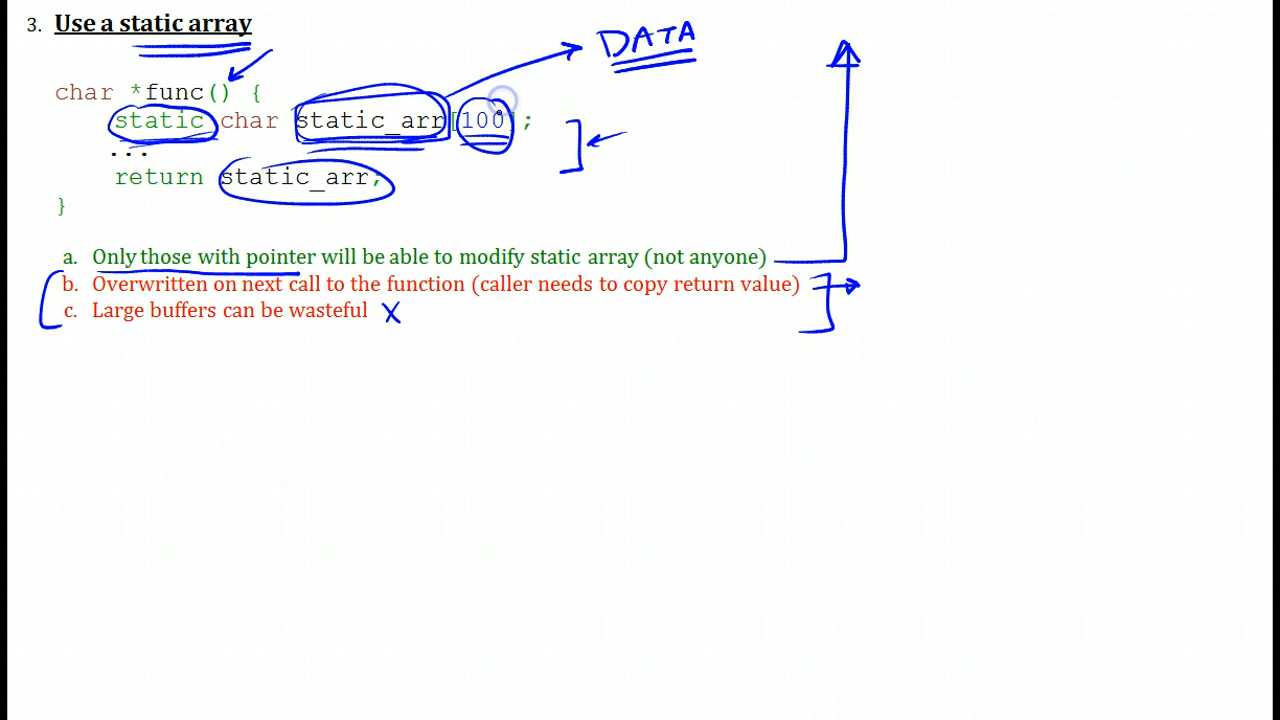 3. Use a static array
DATA
char *func() {
static char static_arr[100];
...
return static_arr;
}
a. Only those with pointer will be able to modify static array (not anyone)
b. Overwritten on next call to the function (caller needs to copy return value)
c. Large buffers can be wasteful X